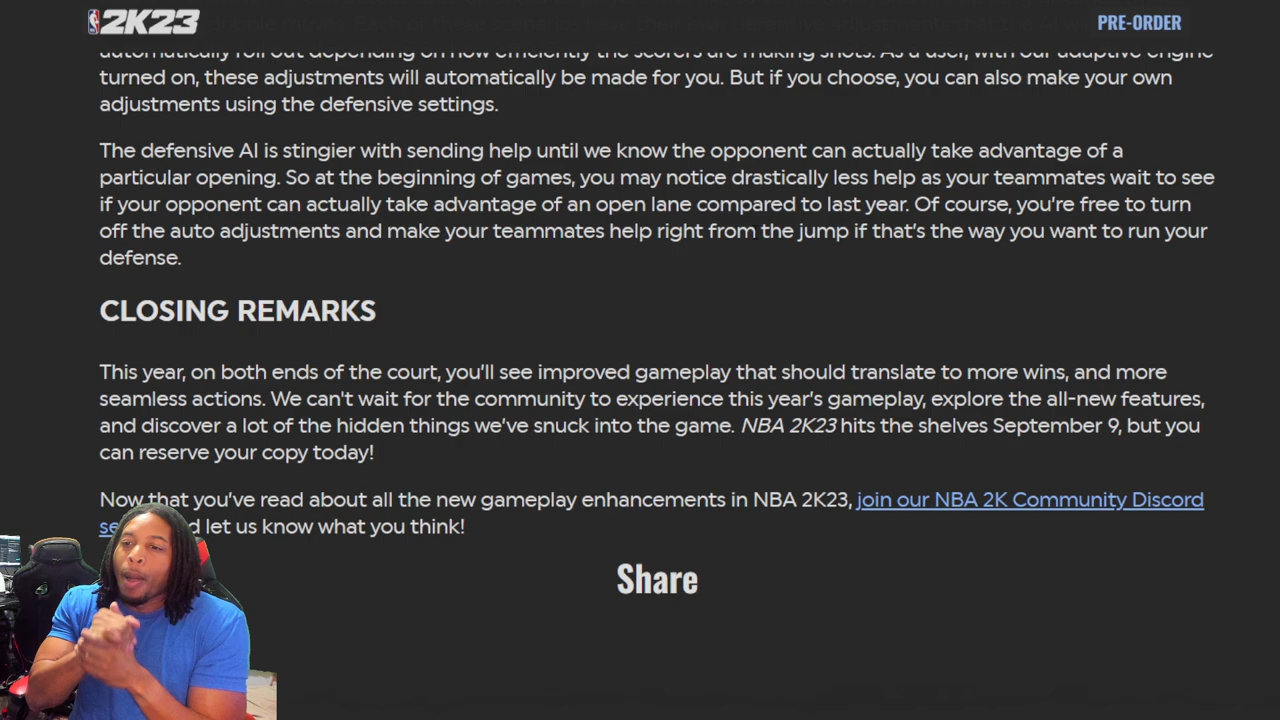 NBA 2K23
PRE-ORDER
automatically roll out depending on how efficiently the scorers are making shots. As a user, with our adaptive engine
turned on, these adjustments will automatically be made for you. But if you choose, you can also make your own
adjustments using the defensive settings.
The defensive AI is stingier with sending help until we know the opponent can actually take advantage of a
particular opening. So at the beginning of games, you may notice drastically less help as your teammates wait to see
if your opponent can actually take advantage of an open lane compared to last year. Of course, you're free to turn
off the auto adjustments and make your teammates help right from the jump if that's the way you want to run your
defense.
CLOSING REMARKS
This year, on both ends of the court, you'll see improved gameplay that should translate to more wins, and more
seamless actions. We can't wait for the community to experience this year's gameplay, explore the all-new features,
and discover a lot of the hidden things we've snuck into the game. NBA 2K23 hits the shelves September 9, but you
can reserve your copy today!
Now that you've read about all the new gameplay enhancements in NBA 2K23, join our NBA 2K Community Discord
let us know what you think!
Share